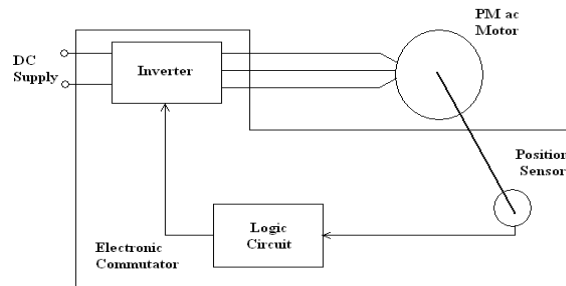 PM ac
Motor
DC
Supply
Inverter
Position
Sensor
Logic
Circuit
Electronic
Commutator